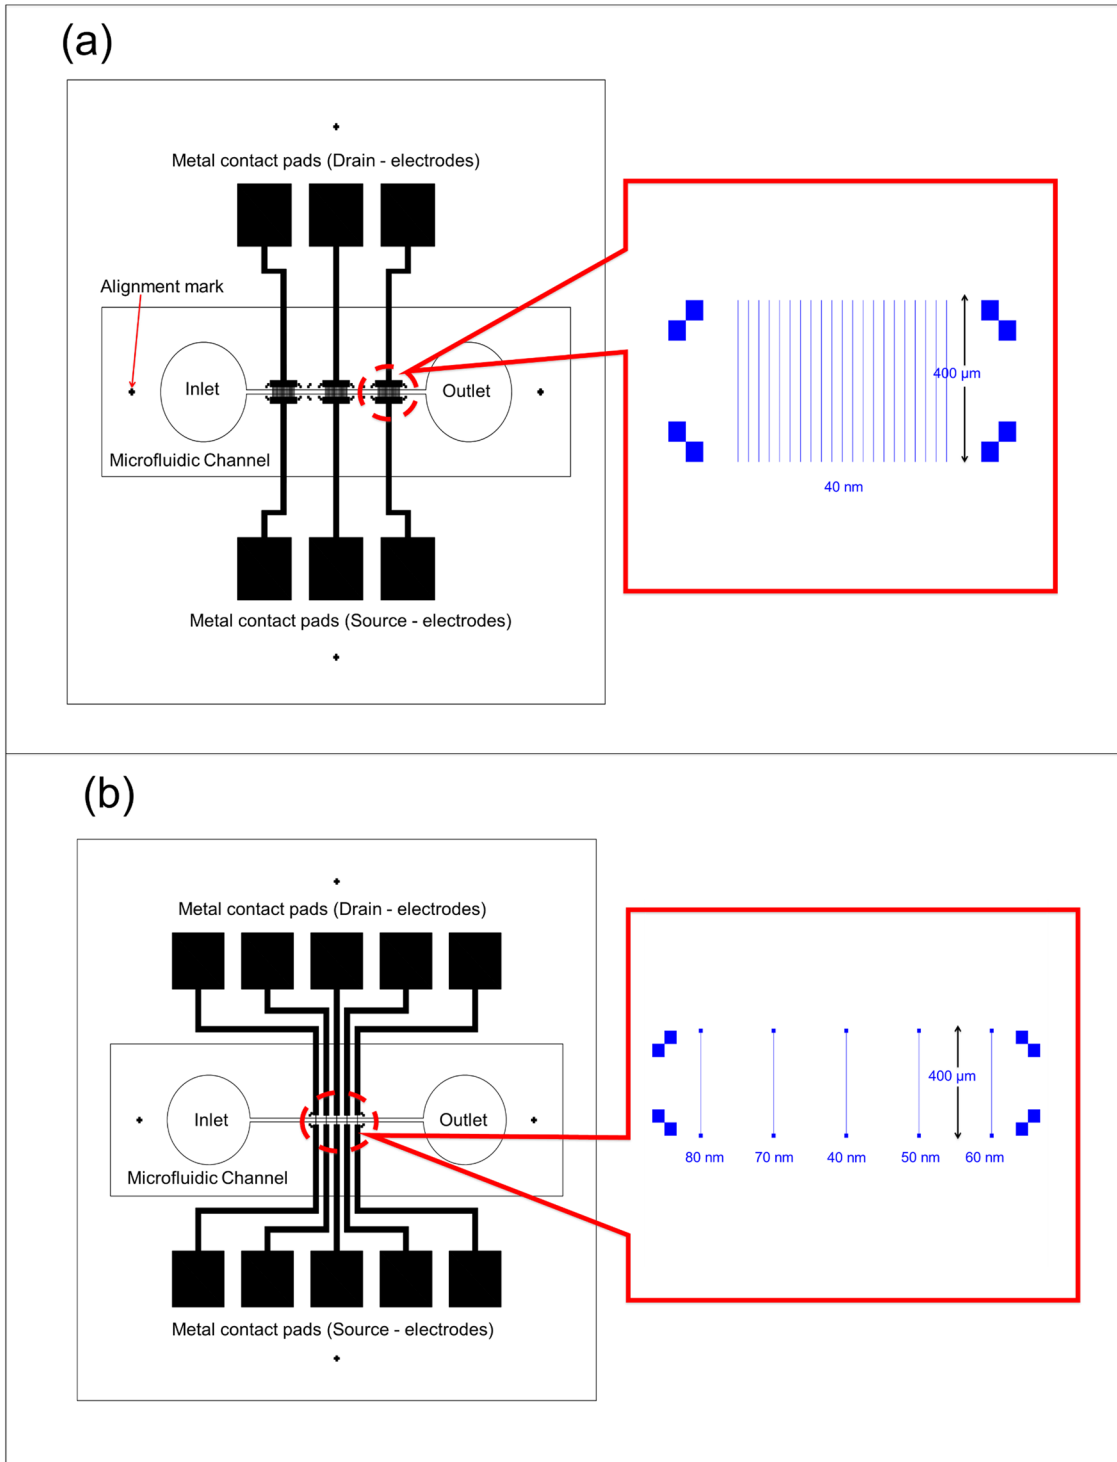 (a)
Metal contact pads (Drain - electrodes)
Alignment mark
Inlet
Outlet
Microfluidic Channel
Metal contact pads (Source - electrodes)
400 µm
40 nm
(b)
Metal contact pads (Drain - electrodes)
Inlet
Outlet
Microfluidic Channel
Metal contact pads (Source - electrodes)
400 µm
80 nm 70 nm 40 nm 50 nm 60 nm